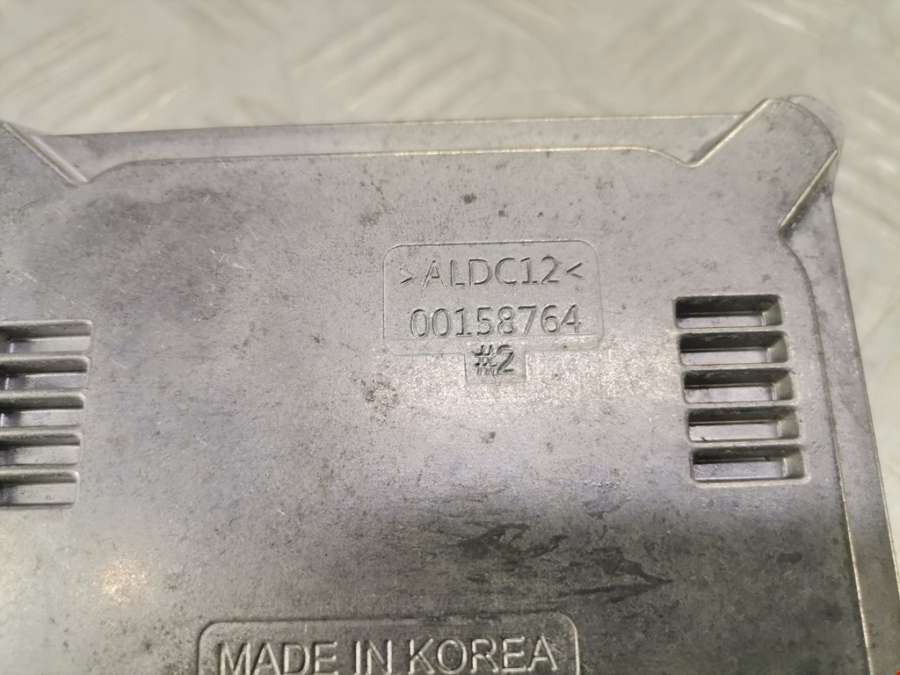 >ALDC12<
00158764
#2
MADE IN KOREA